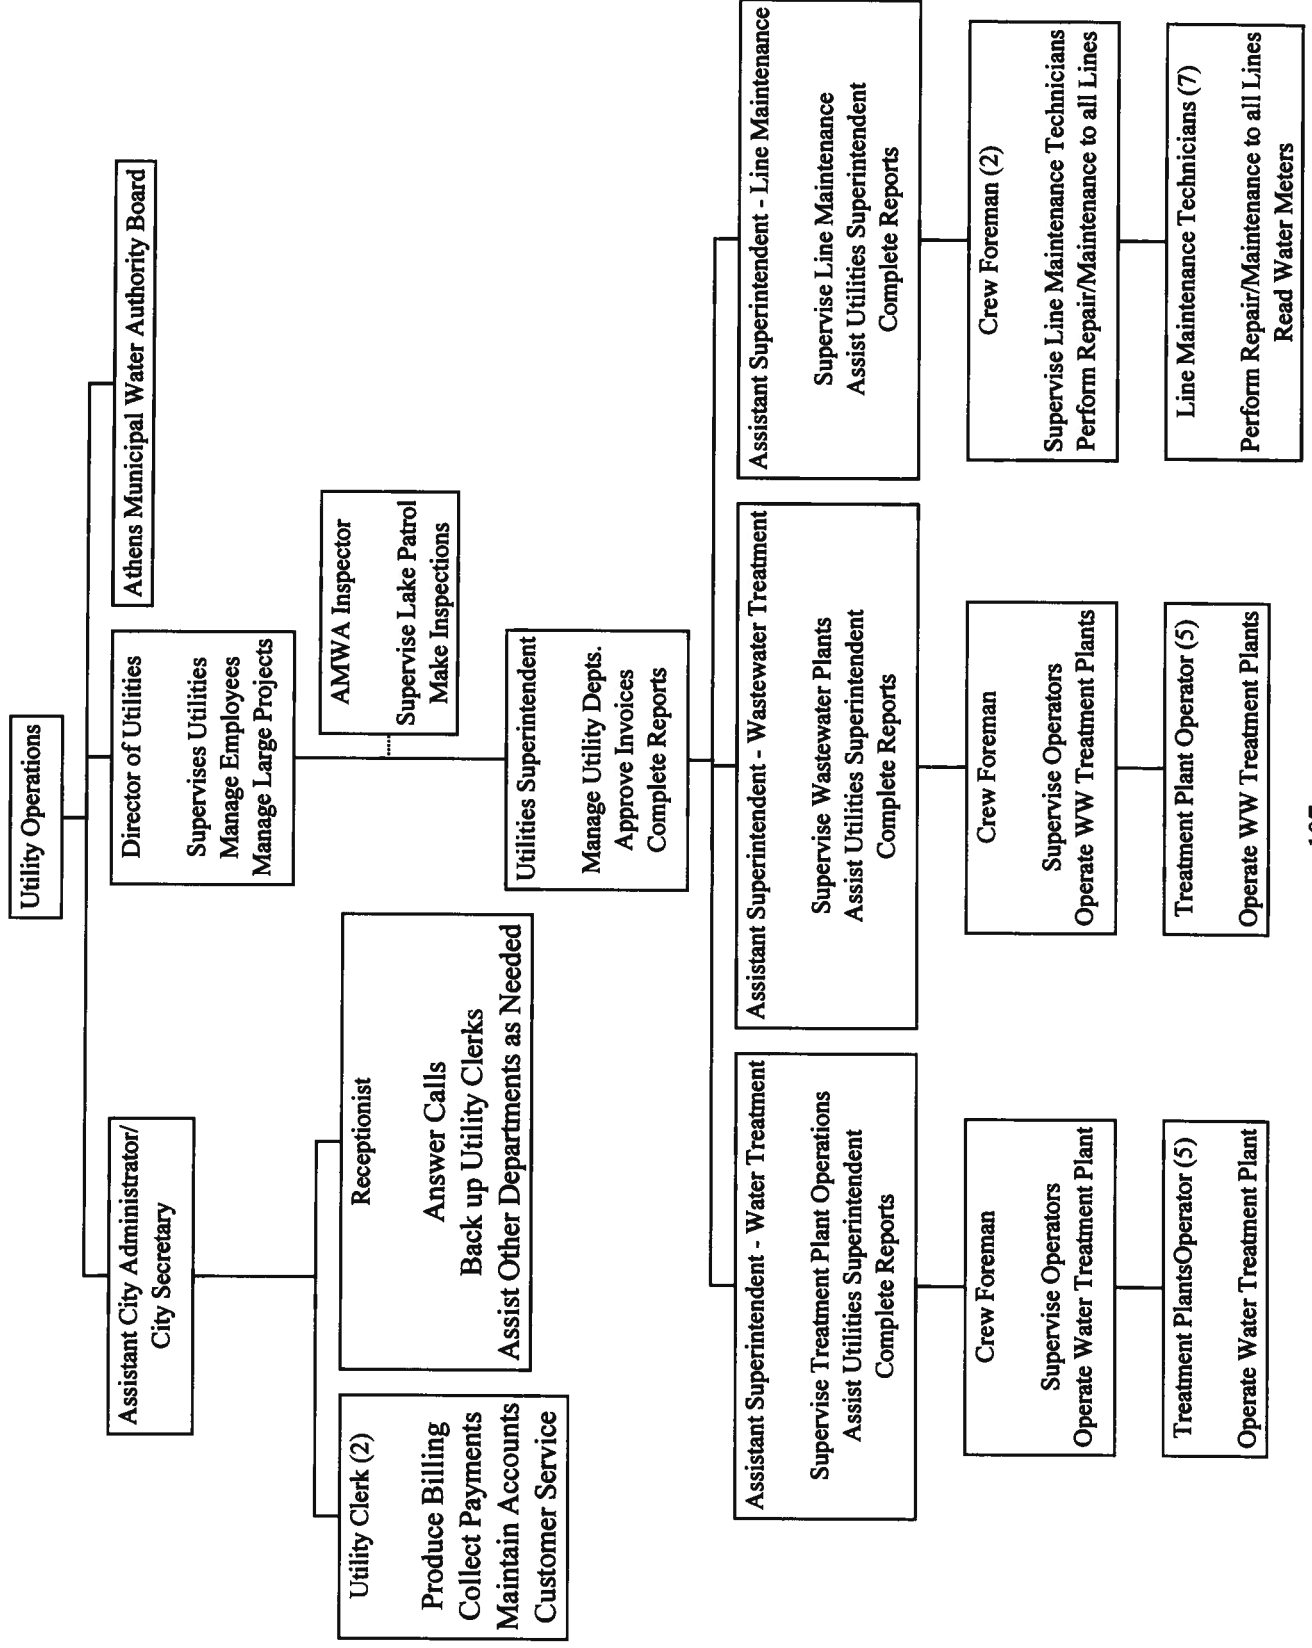 Utility Operations
Assistant City Administrator/
City Secretary
Director of Utilities
Supervises Utilities
Manage Employees
Manage Large Projects
Athens Municipal Water Authority Board
Utility Clerk (2)
Produce Billing
Collect Payments
Maintain Accounts
Customer Service
Receptionist
Answer Calls
Back up Utility Clerks
Assist Other Departments as Needed
AMWA Inspector
Supervise Lake Patrol
Make Inspections
Utilities Superintendent
Manage Utility Depts.
Approve Invoices
Complete Reports
Assistant Superintendent - Water Treatment
Supervise Treatment Plant Operations
Assist Utilities Superintendent
Complete Reports
Assistant Superintendent - Wastewater Treatment
Supervise Wastewater Plants
Assist Utilities Superintendent
Complete Reports
Assistant Superintendent - Line Maintenance
Supervise Line Maintenance
Assist Utilities Superintendent
Complete Reports
Crew Foreman
Supervise Operators
Operate Water Treatment Plant
Crew Foreman
Supervise Operators
Operate WW Treatment Plants
Crew Foreman (2)
Supervise Line Maintenance Technicians
Perform Repair/Maintenance to all Lines
Treatment PlantsOperator (5)
Operate Water Treatment Plant
Treatment Plant Operator (5)
Operate WW Treatment Plants
Line Maintenance Technicians (7)
Perform Repair/Maintenance to all Lines
Read Water Meters